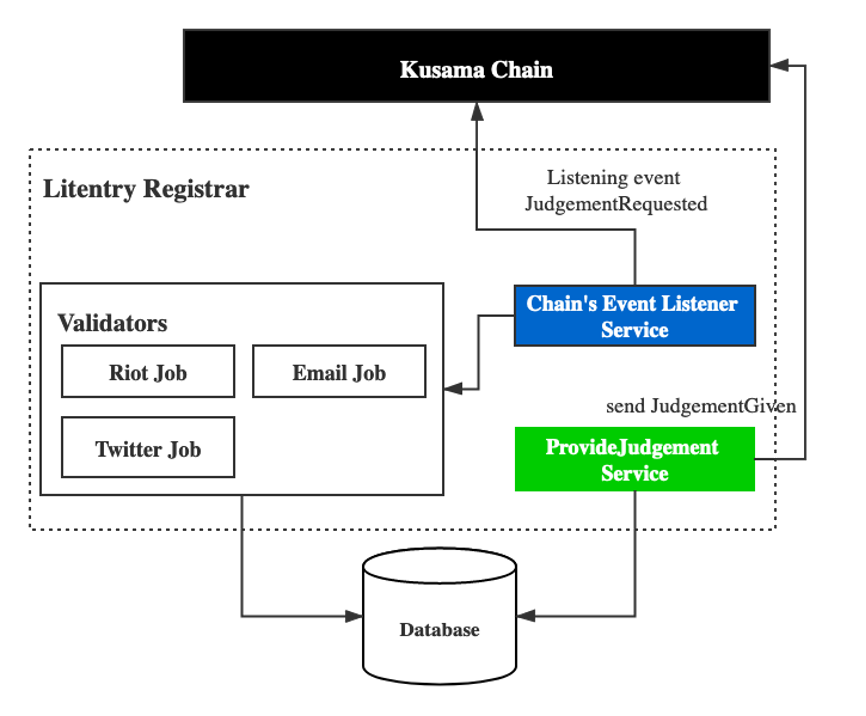 Kusama Chain
Litentry Registrar
Listening event
JudgementRequested
Chain's Event Listener
Service
Validators
Riot Job
Email Job
Twitter Job
send JudgementGiven
ProvideJudgement
Service
Database